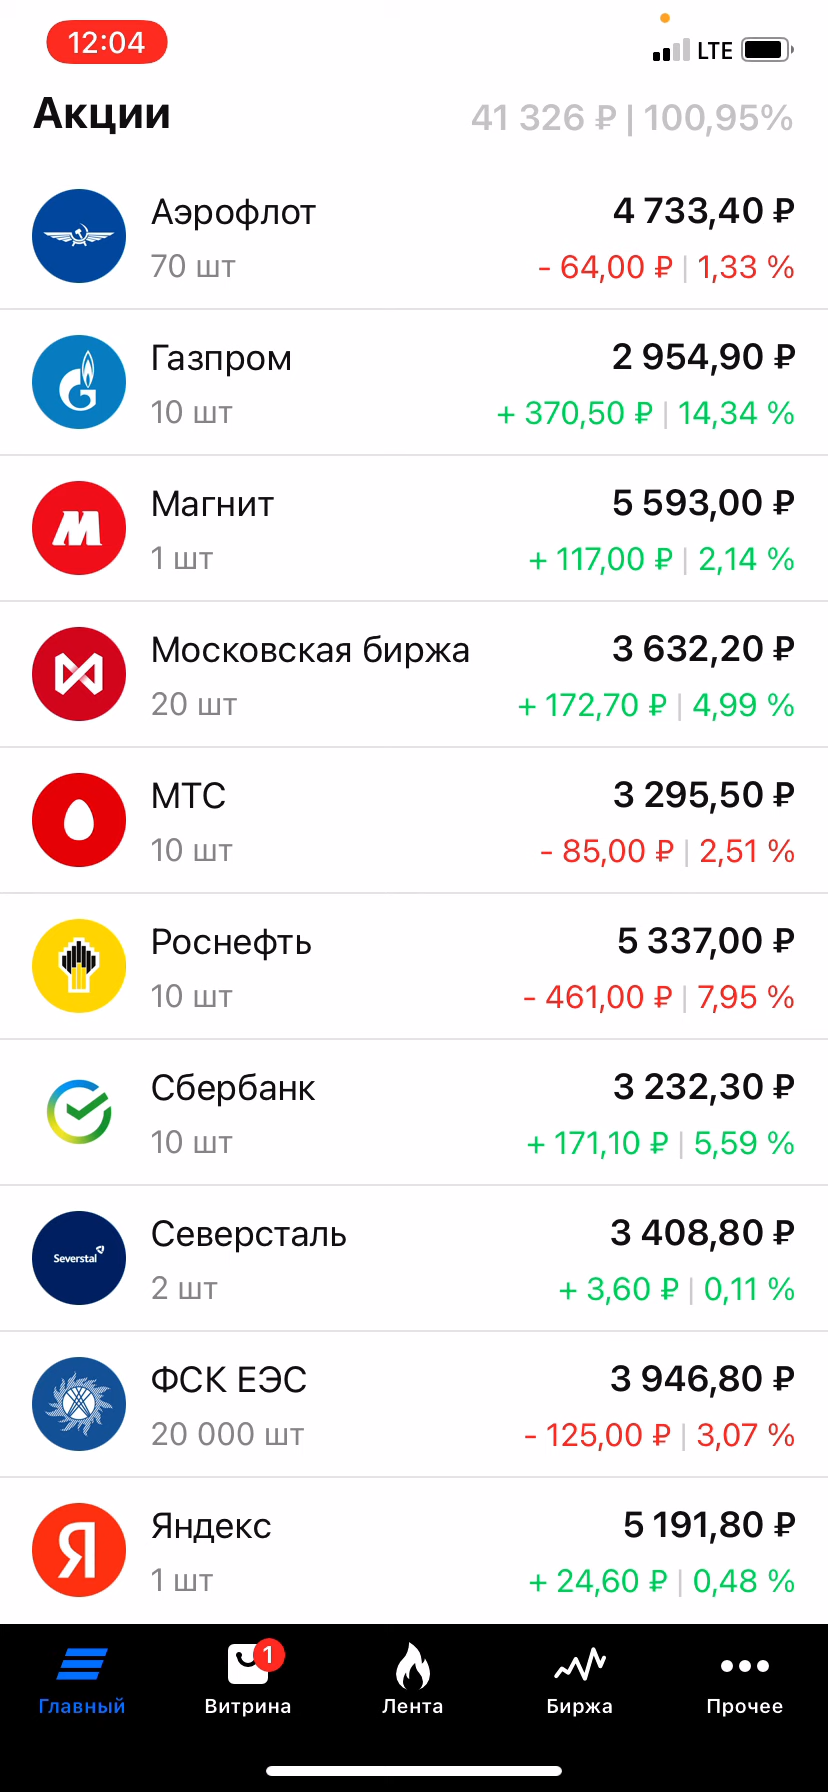 12:04
LTE
Акции
41 326 ₽ | 100,95%
Аэрофлот
4 733,40 ₽
70 шт
- 64,00 ₽ | 1,33 %
Газпром
2 954,90 ₽
10 шт
+ 370,50 ₽ | 14,34 %
Магнит
5 593,00 ₽
1 шт
+ 117,00 ₽ | 2,14 %
Московская биржа
3 632,20 ₽
20 шт
+ 172,70 ₽ | 4,99 %
МТС
3 295,50 ₽
10 шт
- 85,00 ₽ | 2,51 %
Роснефть
5 337,00 ₽
10 шт
- 461,00 ₽ | 7,95 %
Сбербанк
3 232,30 ₽
10 шт
+ 171,10 ₽ | 5,59 %
Severstal
Северсталь
3 408,80 ₽
2 шт
+ 3,60 ₽ | 0,11 %
ФСК ЕЭС
3 946,80 ₽
20 000 шт
- 125,00 ₽ | 3,07 %
Я
Яндекс
5 191,80 ₽
1 шт
+ 24,60 ₽ | 0,48 %
1
Главный
Витрина
Лента
Биржа
Прочее